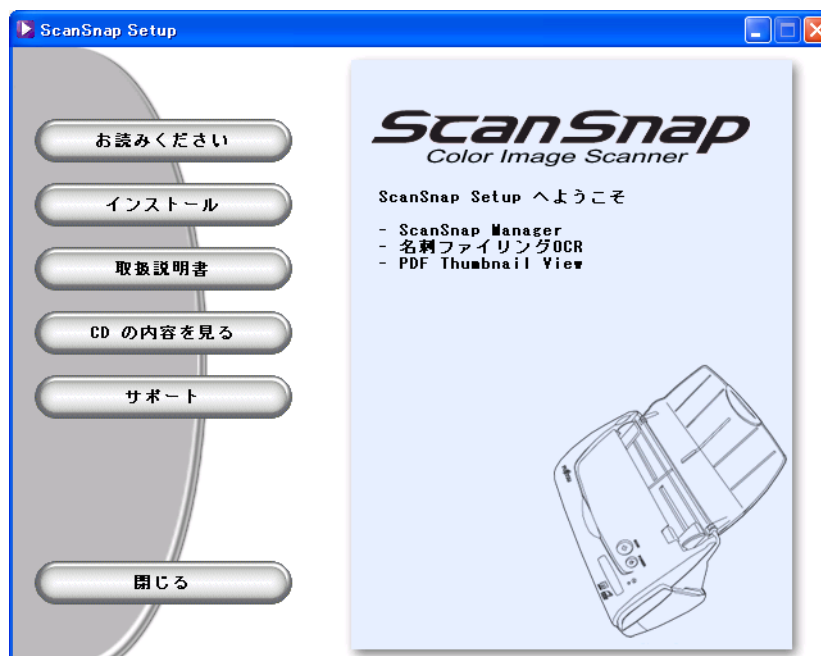 ScanSnap Setup
お読みください
インストール
取扱説明書
CD の内容を見る
サポート
閉じる
ScanSnap
Color Image Scanner
ScanSnap Setup へようこそ
- ScanSnap Manager
- 名刺ファイリングOCR
- PDF Thumbnail View